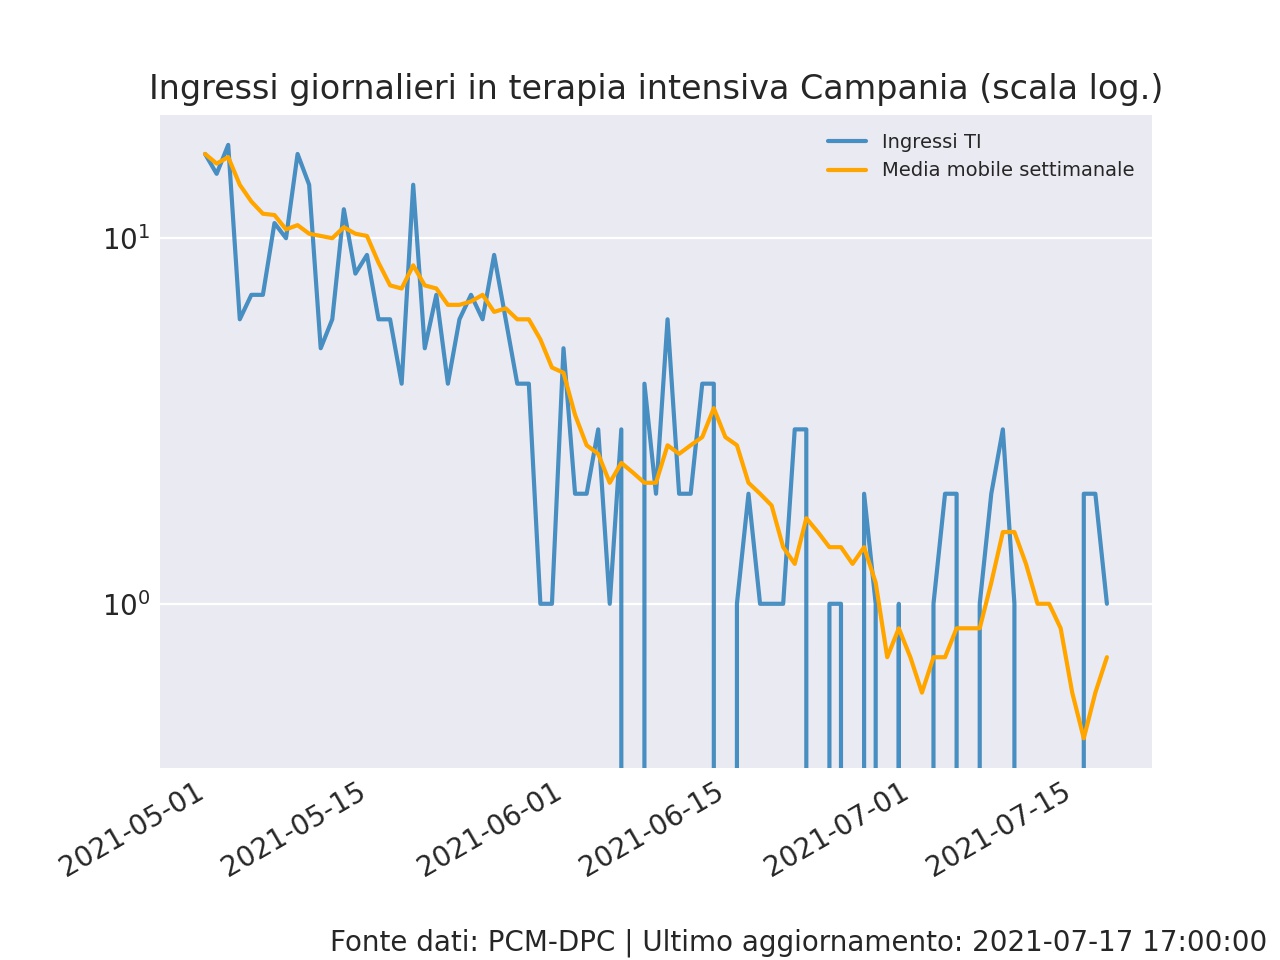 Ingressi giornalieri in terapia intensiva Campania (scala log.)
Ingressi TI
Media mobile settimanale
10¹
10⁰
2021-05-01
2021-05-15
2021-06-01
2021-06-15
2021-07-01
2021-07-15
Fonte dati: PCM-DPC | Ultimo aggiornamento: 2021-07-17 17:00:00